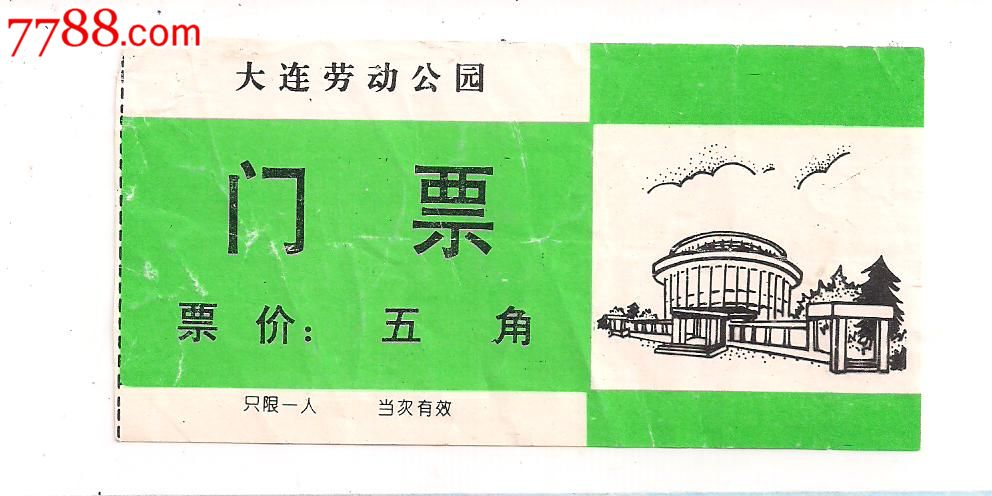 7788.com
大连劳动公园
门 票
票 价: 五 角
只限一人 当次有效